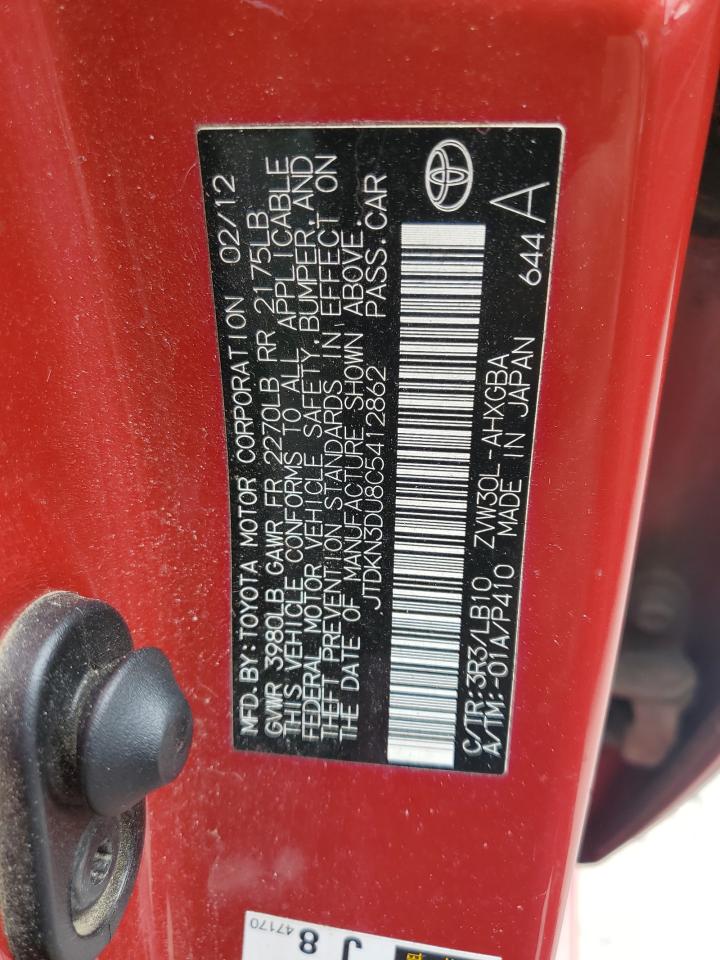 MFD. BY: TOYOTA MOTOR CORPORATION 02/12
GVWR 3980LB GAWR FR 2270LB RR 2175LB
THIS VEHICLE CONFORMS TO ALL APPLICABLE
FEDERAL MOTOR VEHICLE SAFETY, BUMPER, AND
THEFT PREVENTION STANDARDS IN EFFECT ON
THE DATE OF MANUFACTURE SHOWN ABOVE.
JTDKN3DU8C5412862 PASS. CAR
C/TR: 3R3/LB10 ZVW30L-AHXGBA 644 A
A/TM: -01A/P410 MADE IN JAPAN
47170
J 8